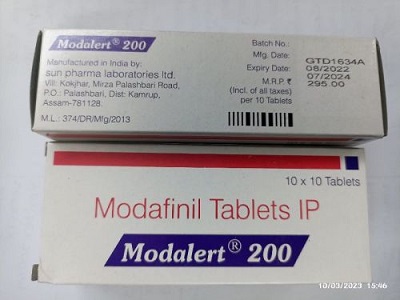 Modalert® 200
Manufactured in India by:
sun pharma laboratories ltd.
Vill: Kokjhar, Mirza Palashbari Road,
P.O.: Palashbari, Dist: Kamrup,
Assam-781128.
M.L.: 374/DR/Mfg/2013
Batch No.: GTD1634A
Mfg. Date: 08/2022
Expiry Date: 07/2024
M.R.P. ₹ 295.00
(Incl. of all taxes)
per 10 Tablets
10 x 10 Tablets
Modafinil Tablets IP
Modalert® 200
10/03/2023 15:46